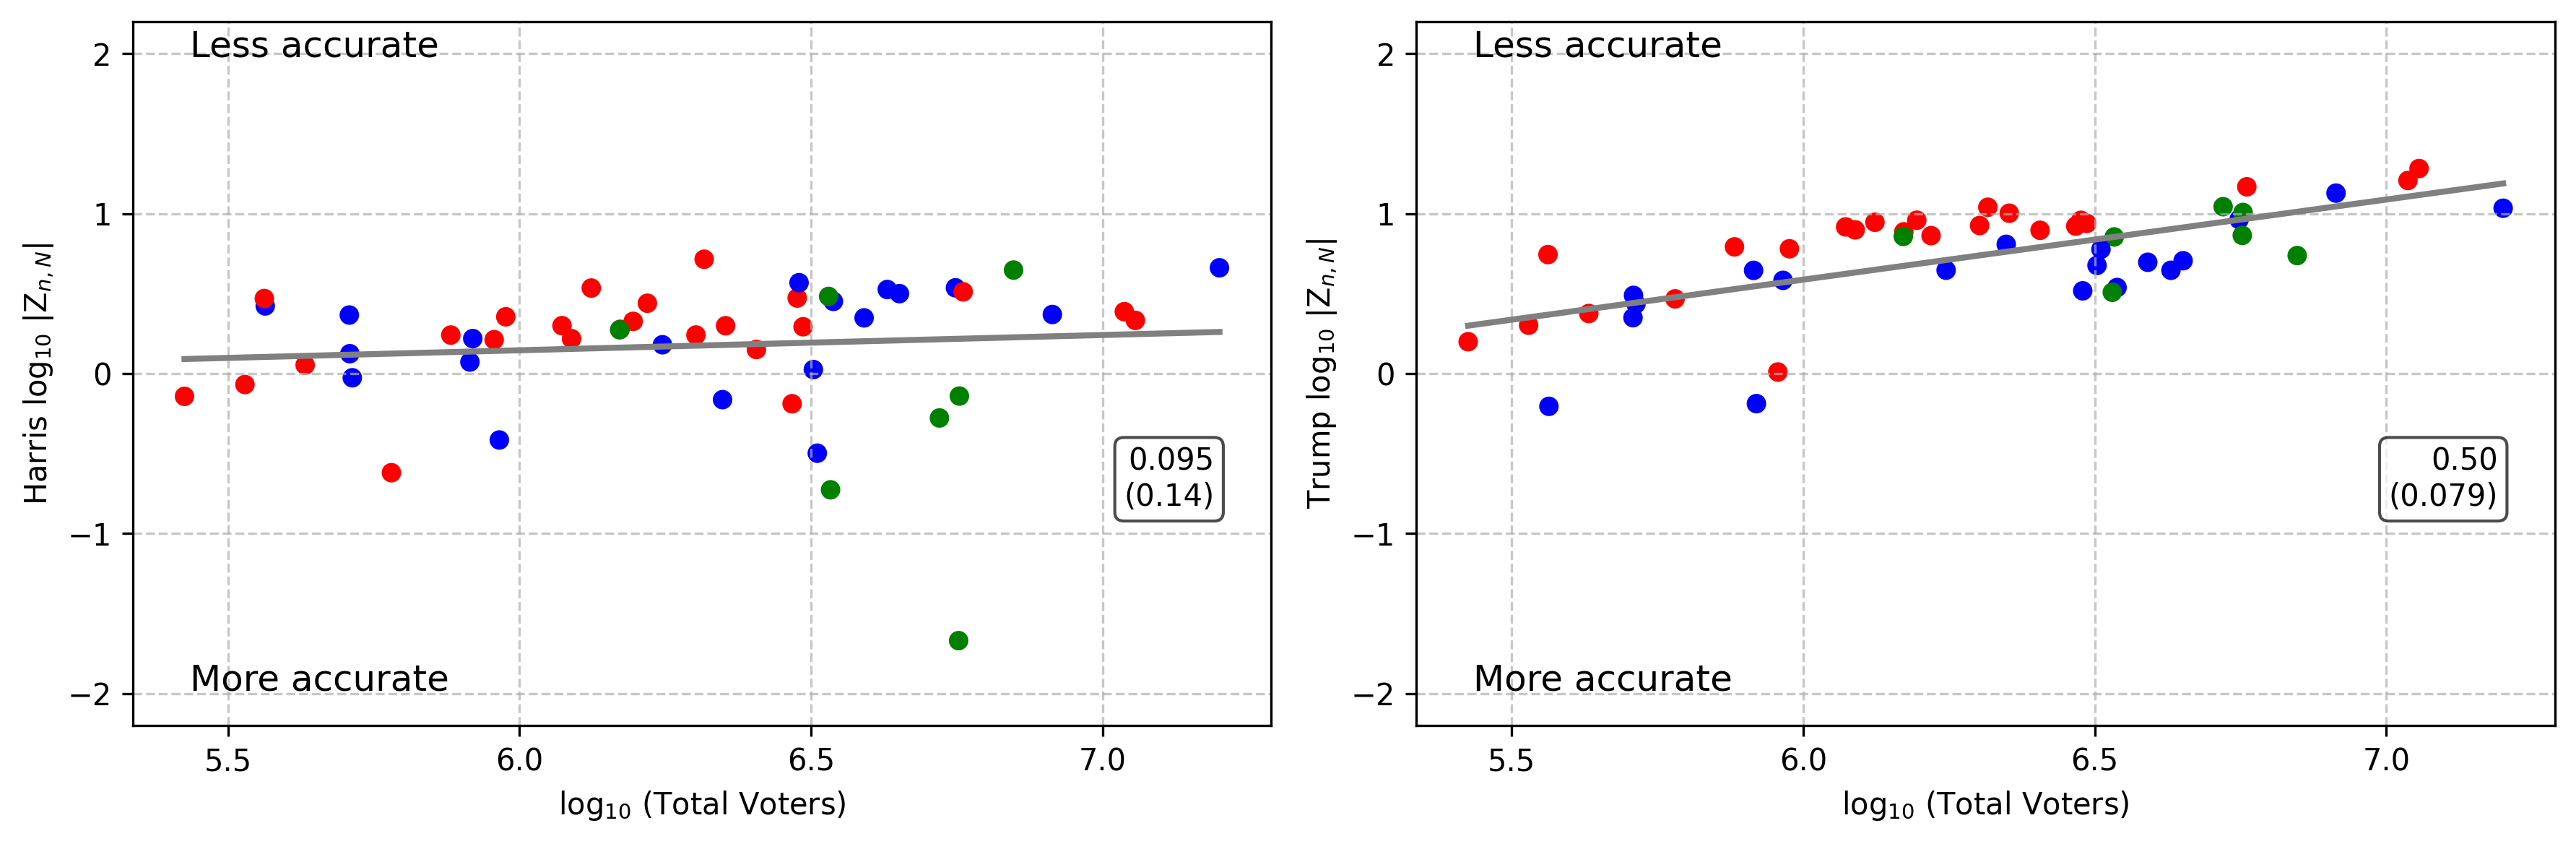 Less accurate
More accurate
2
1
0
−1
−2
Harris log₁₀ |Zₙ,N|
5.5
6.0
6.5
7.0
log₁₀ (Total Voters)
0.095
(0.14)
Less accurate
More accurate
2
1
0
−1
−2
Trump log₁₀ |Zₙ,N|
5.5
6.0
6.5
7.0
log₁₀ (Total Voters)
0.50
(0.079)